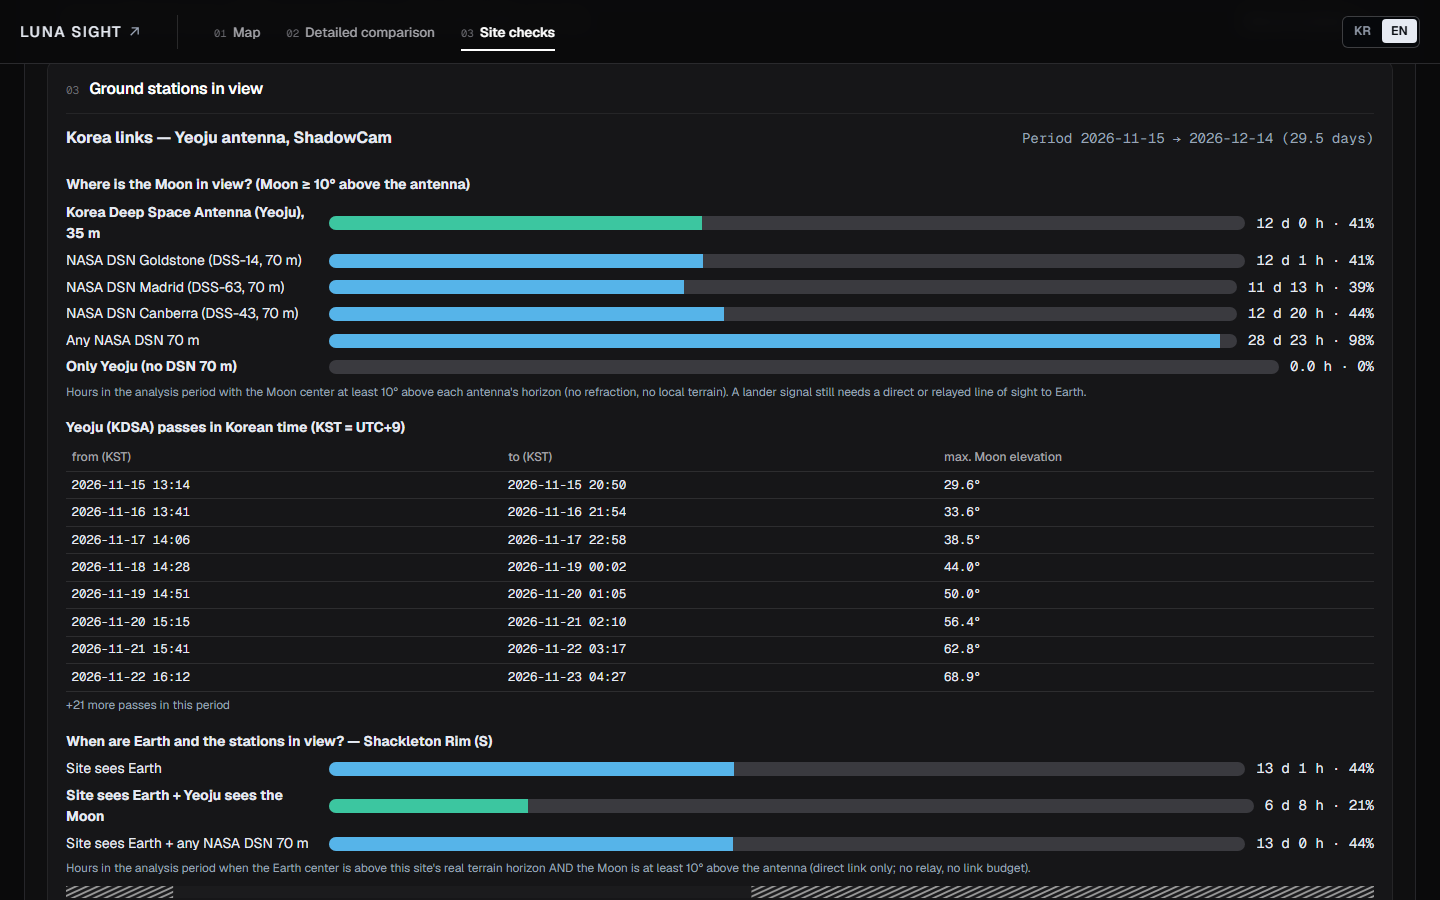 LUNA SIGHT ↗
01 Map
02 Detailed comparison
03 Site checks
KR EN
03 Ground stations in view
Korea links — Yeoju antenna, ShadowCam
Period 2026-11-15 → 2026-12-14 (29.5 days)
Where is the Moon in view? (Moon ≥ 10° above the antenna)
Korea Deep Space Antenna (Yeoju),
35 m
12 d 0 h · 41%
NASA DSN Goldstone (DSS-14, 70 m) 12 d 1 h · 41%
NASA DSN Madrid (DSS-63, 70 m) 11 d 13 h · 39%
NASA DSN Canberra (DSS-43, 70 m) 12 d 20 h · 44%
Any NASA DSN 70 m 28 d 23 h · 98%
Only Yeoju (no DSN 70 m) 0.0 h · 0%
Hours in the analysis period with the Moon center at least 10° above each antenna's horizon (no refraction, no local terrain). A lander signal still needs a direct or relayed line of sight to Earth.
Yeoju (KDSA) passes in Korean time (KST = UTC+9)
from (KST) to (KST) max. Moon elevation
2026-11-15 13:14 2026-11-15 20:50 29.6°
2026-11-16 13:41 2026-11-16 21:54 33.6°
2026-11-17 14:06 2026-11-17 22:58 38.5°
2026-11-18 14:28 2026-11-19 00:02 44.0°
2026-11-19 14:51 2026-11-20 01:05 50.0°
2026-11-20 15:15 2026-11-21 02:10 56.4°
2026-11-21 15:41 2026-11-22 03:17 62.8°
2026-11-22 16:12 2026-11-23 04:27 68.9°
+21 more passes in this period
When are Earth and the stations in view? — Shackleton Rim (S)
Site sees Earth 13 d 1 h · 44%
Site sees Earth + Yeoju sees the
Moon
6 d 8 h · 21%
Site sees Earth + any NASA DSN 70 m 13 d 0 h · 44%
Hours in the analysis period when the Earth center is above this site's real terrain horizon AND the Moon is at least 10° above the antenna (direct link only; no relay, no link budget).